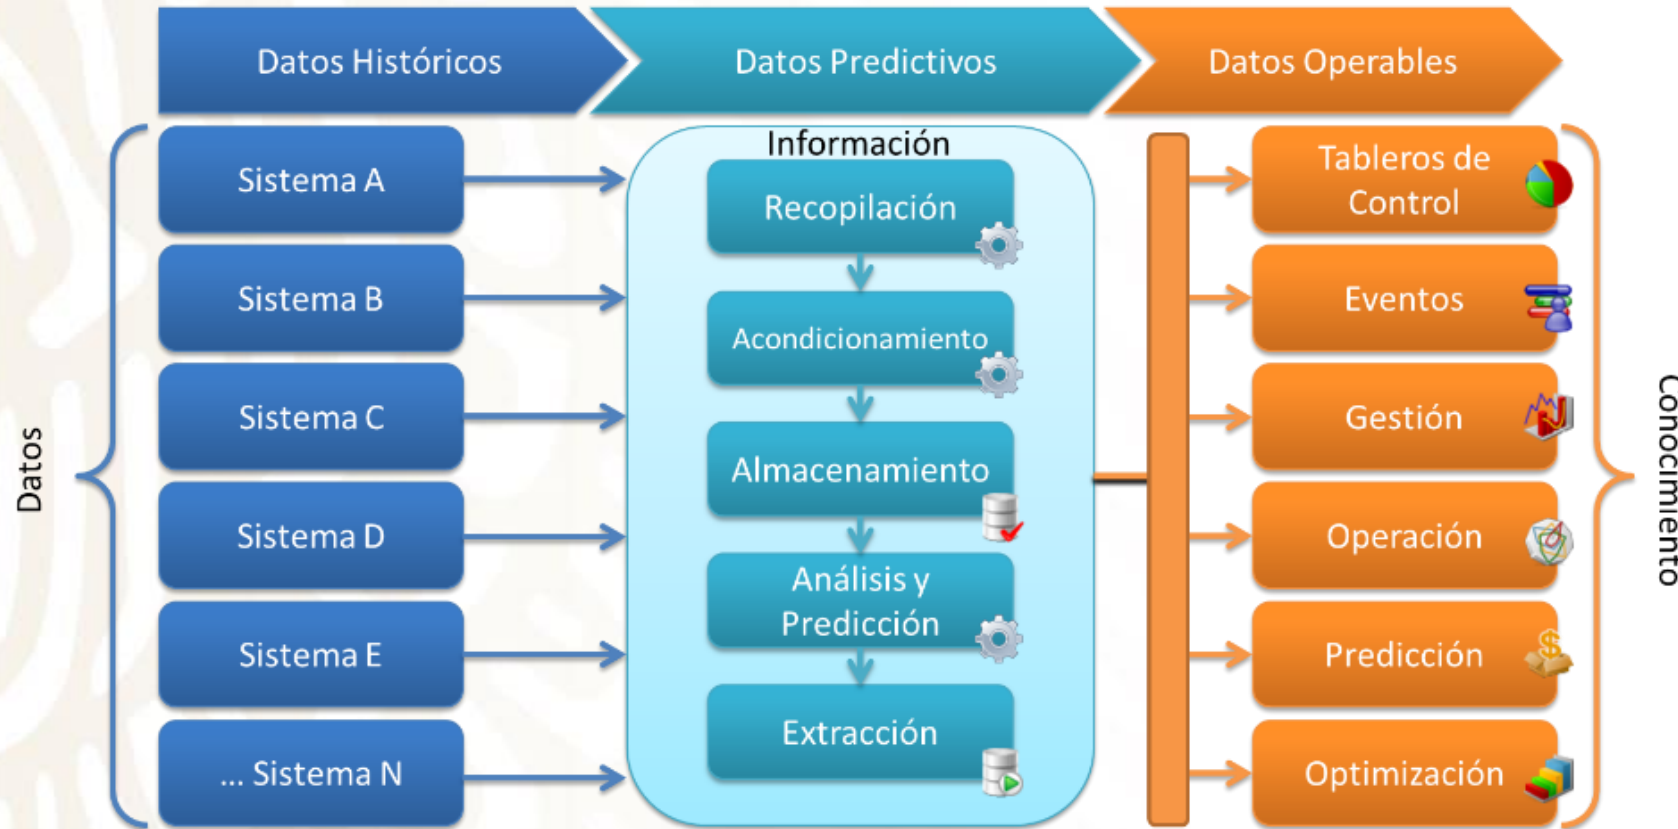 Datos Históricos
Datos Predictivos
Datos Operables
Datos
Sistema A
Sistema B
Sistema C
Sistema D
Sistema E
... Sistema N
Información
Recopilación
Acondicionamiento
Almacenamiento
Análisis y
Predicción
Extracción
Tableros de
Control
Eventos
Gestión
Operación
Predicción
Optimización
Conocimiento